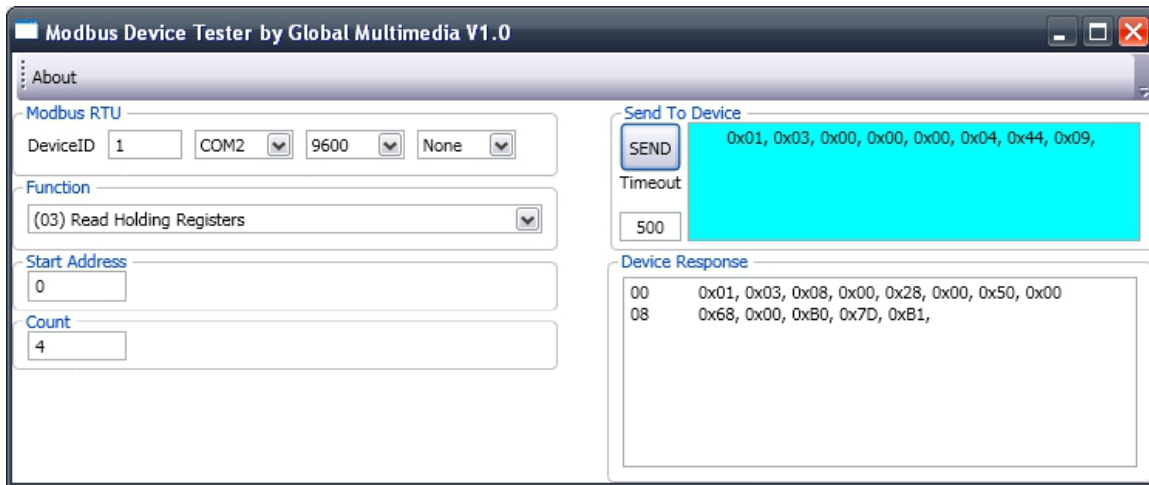 Modbus Device Tester by Global Multimedia V1.0
About
Modbus RTU
DeviceID 1 COM2 9600 None
Function
(03) Read Holding Registers
Start Address
0
Count
4
Send To Device
SEND
0x01, 0x03, 0x00, 0x00, 0x00, 0x04, 0x44, 0x09,
Timeout
500
Device Response
00 0x01, 0x03, 0x08, 0x00, 0x28, 0x00, 0x50, 0x00
08 0x68, 0x00, 0xB0, 0x7D, 0xB1,